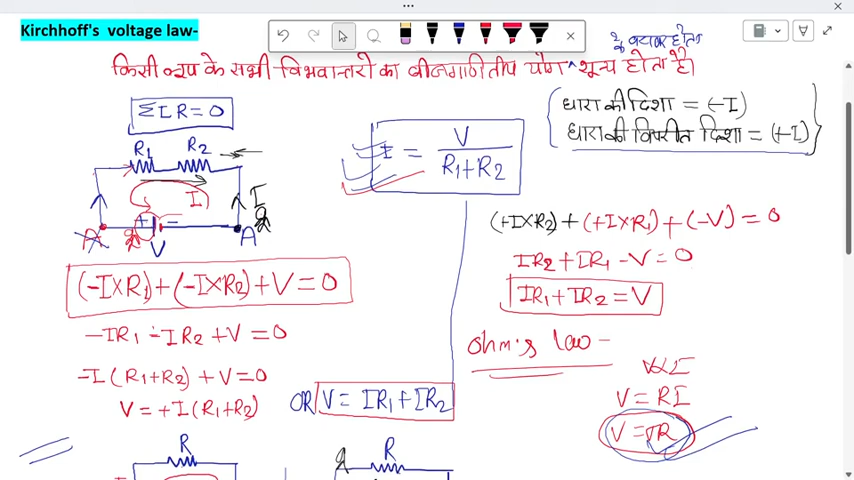 Kirchhoff's voltage law-
किसी लूप के सभी विभवान्तरो का बीजगणितीय योग शून्य होता है।
के बराबर होता
ΣIR=0
धारा की दिशा = (-I)
धारा की विपरीत दिशा = (+I)
R1 R2
I = V / R1+R2
I I
+ -
A V A
(+I×R2) + (+I×R1) + (-V) = 0
IR2 + IR1 - V = 0
IR1 + IR2 = V
(-I×R1) + (-I×R2) + V = 0
-IR1 - IR2 + V = 0
-I(R1+R2) + V = 0
V = +I(R1+R2)
OR V = IR1 + IR2
ohm's law -
V∝I
V = RI
V = IR
R R